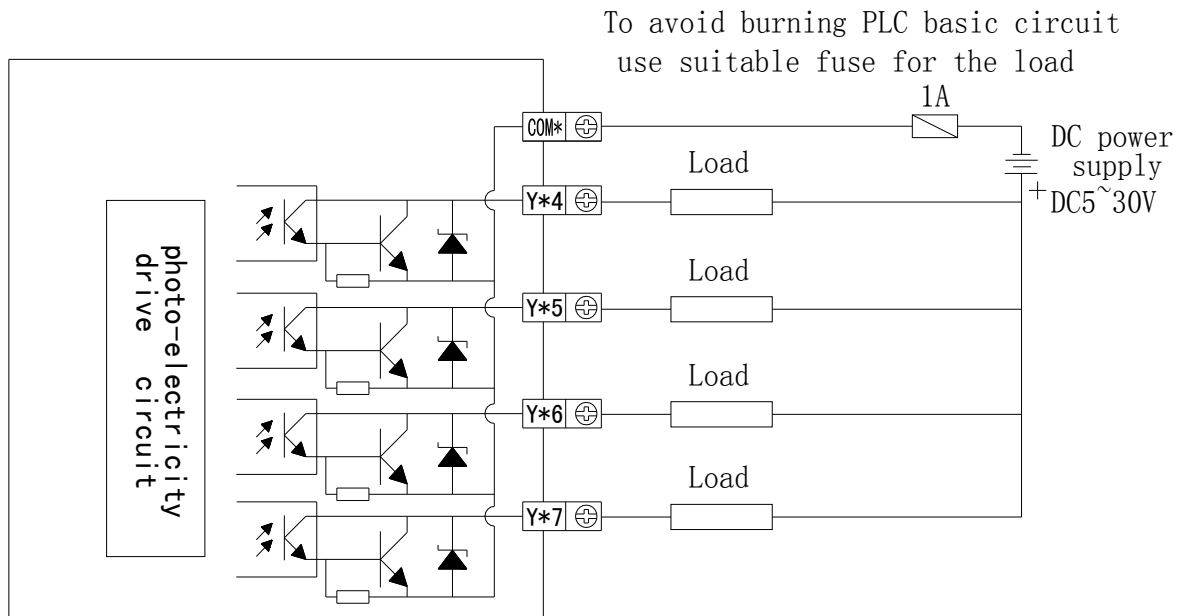 To avoid burning PLC basic circuit
use suitable fuse for the load
1A
COM*
DC power
supply
+
DC5~30V
Load
Y*4
Load
Y*5
Load
Y*6
Load
Y*7
photo-electricity
drive circuit